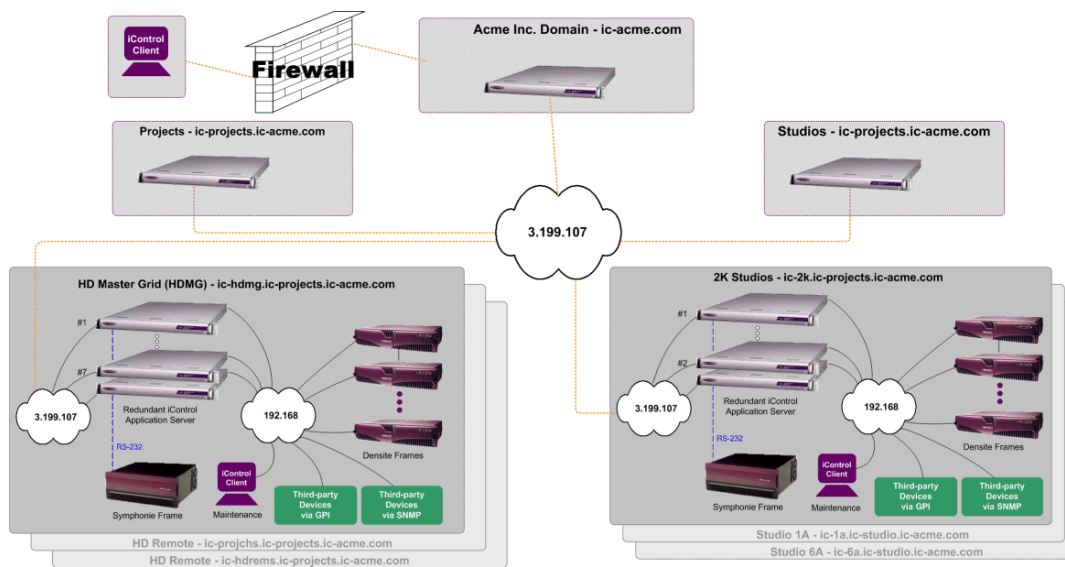 iControl
Client
Firewall
Acme Inc. Domain - ic-acme.com
Projects - ic-projects.ic-acme.com
Studios - ic-projects.ic-acme.com
3.199.107
HD Master Grid (HDMG) - ic-hdmg.ic-projects.ic-acme.com
#1
#7
3.199.107
Redundant iControl
Application Server
192.168
RS-232
Densite Frames
Symphonie Frame
iControl
Client
Maintenance
Third-party
Devices
via GPI
Third-party
Devices
via SNMP
HD Remote - ic-projchs.ic-projects.ic-acme.com
HD Remote - ic-hdrems.ic-projects.ic-acme.com
2K Studios - ic-2k.ic-projects.ic-acme.com
#1
#2
3.199.107
Redundant iControl
Application Server
192.168
RS-232
Densite Frames
Symphonie Frame
iControl
Client
Maintenance
Third-party
Devices
via GPI
Third-party
Devices
via SNMP
Studio 1A - ic-1a.ic-studio.ic-acme.com
Studio 6A - ic-6a.ic-studio.ic-acme.com